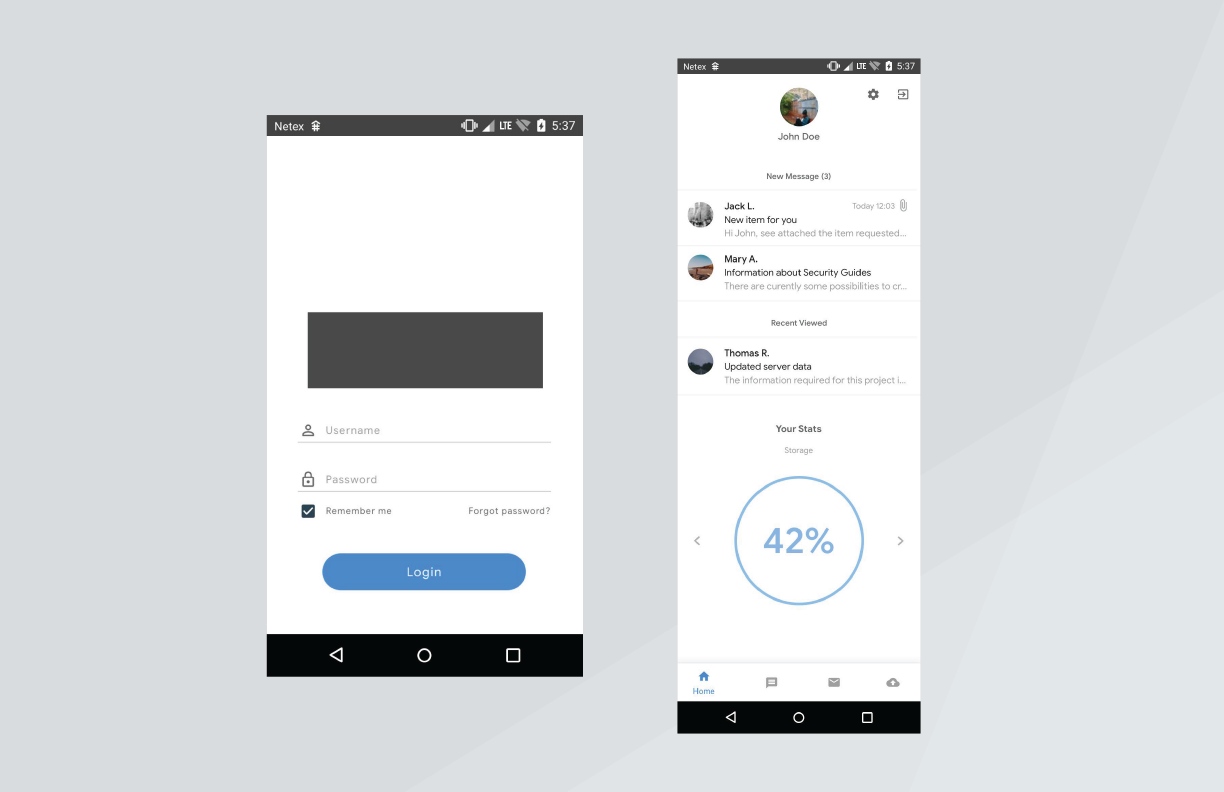 Netex LTE 5:37
Username
Password
Remember me Forgot password?
Login
Netex LTE 5:37
John Doe
New Message (3)
Jack L. Today 12:03
New item for you
Hi John, see attached the item requested...
Mary A.
Information about Security Guides
There are curently some possibilities to cr...
Recent Viewed
Thomas R.
Updated server data
The information required for this project i...
Your Stats
Storage
< 42% >
Home